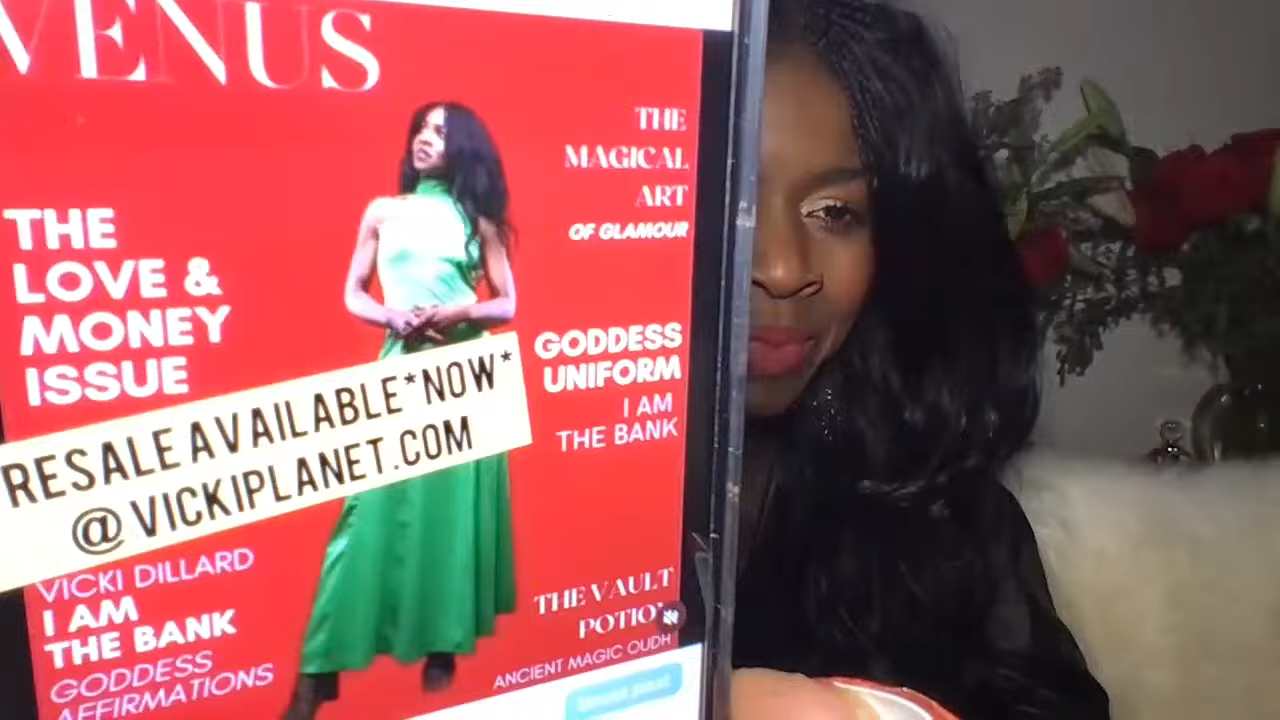 VENUS
THE
LOVE &
MONEY
ISSUE
THE
MAGICAL
ART
OF GLAMOUR
GODDESS
UNIFORM
I AM
THE BANK
RESALE AVAILABLE*NOW*
@VICKIPLANET.COM
VICKI DILLARD
I AM
THE BANK
GODDESS
AFFIRMATIONS
THE VAULT
POTION
ANCIENT MAGIC OUDH